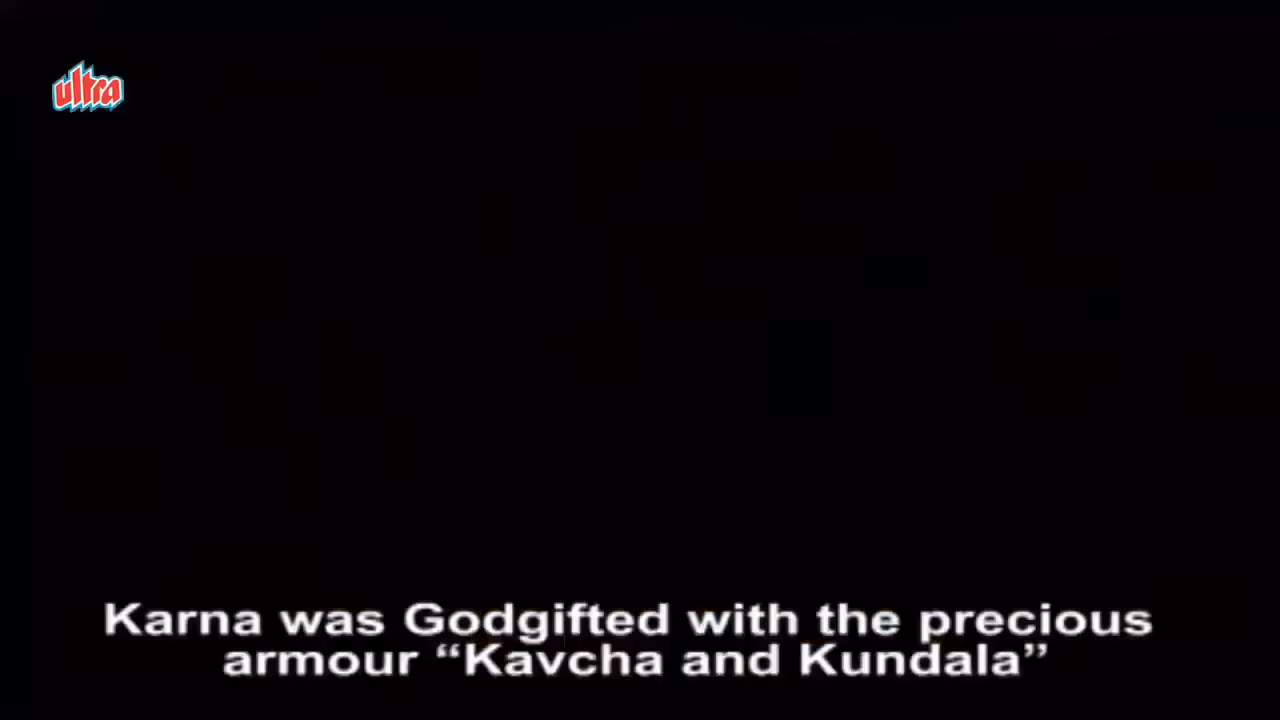 ultra
Karna was Godgifted with the precious
armour “Kavcha and Kundala”